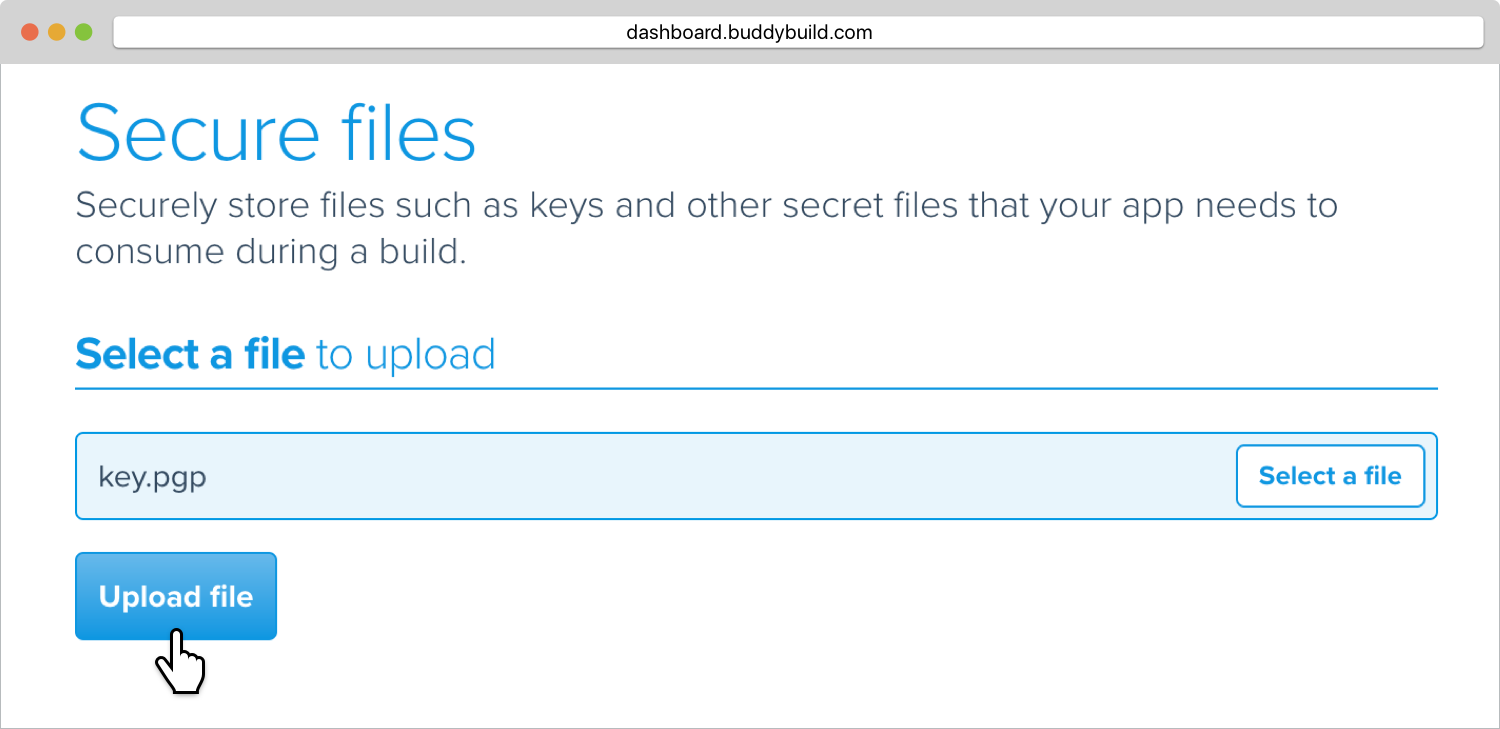 dashboard.buddybuild.com
Secure files
Securely store files such as keys and other secret files that your app needs to
consume during a build.
Select a file to upload
key.pgp
Select a file
Upload file